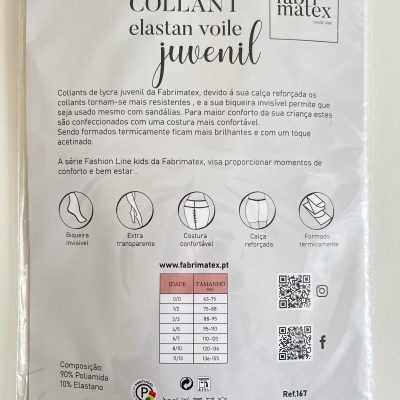 COLLANT
elastan voile
juvenil
fabri
matex
Collants de lycra juvenil da Fabrimatex, devido á sua calça reforçada os
collants tornam-se mais resistentes , e a sua biqueira invisível permite que
seja usado mesmo com sandálias. Para maior conforto da sua criança estes
são confeccionados com uma costura mais confortável.
Sendo formados termicamente ficam mais brilhantes e com um toque
acetinado.
A série Fashion Line kids da Fabrimatex, visa proporcionar momentos de
conforto e bem estar .
Biqueira
invisível
Extra
transparente
Costura
confortável
Calça
reforçada
Formado
termicamente
www.fabrimatex.pt
IDADE TAMANHO
0/0 63-75
1/2 75-88
2/3 88-95
4/5 95-110
6/7 110-120
8/10 120-136
11/13 136-155
Composição:
90% Poliamida
10% Elastano
Ref.167